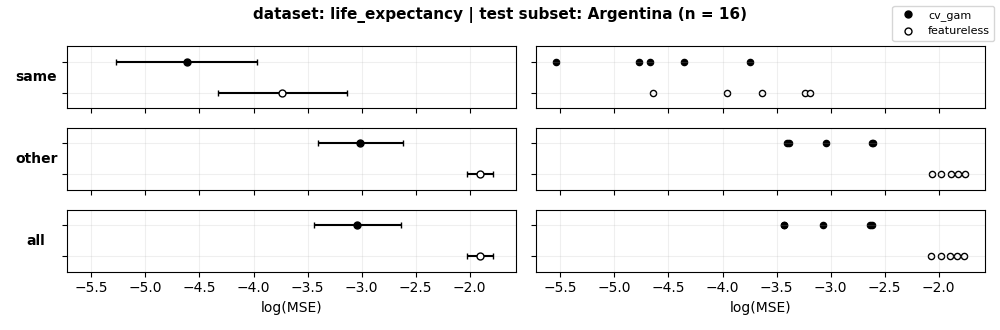 dataset: life_expectancy | test subset: Argentina (n = 16)
cv_gam
featureless
same
other
all
−5.5 −5.0 −4.5 −4.0 −3.5 −3.0 −2.5 −2.0
−5.5 −5.0 −4.5 −4.0 −3.5 −3.0 −2.5 −2.0
log(MSE)
log(MSE)